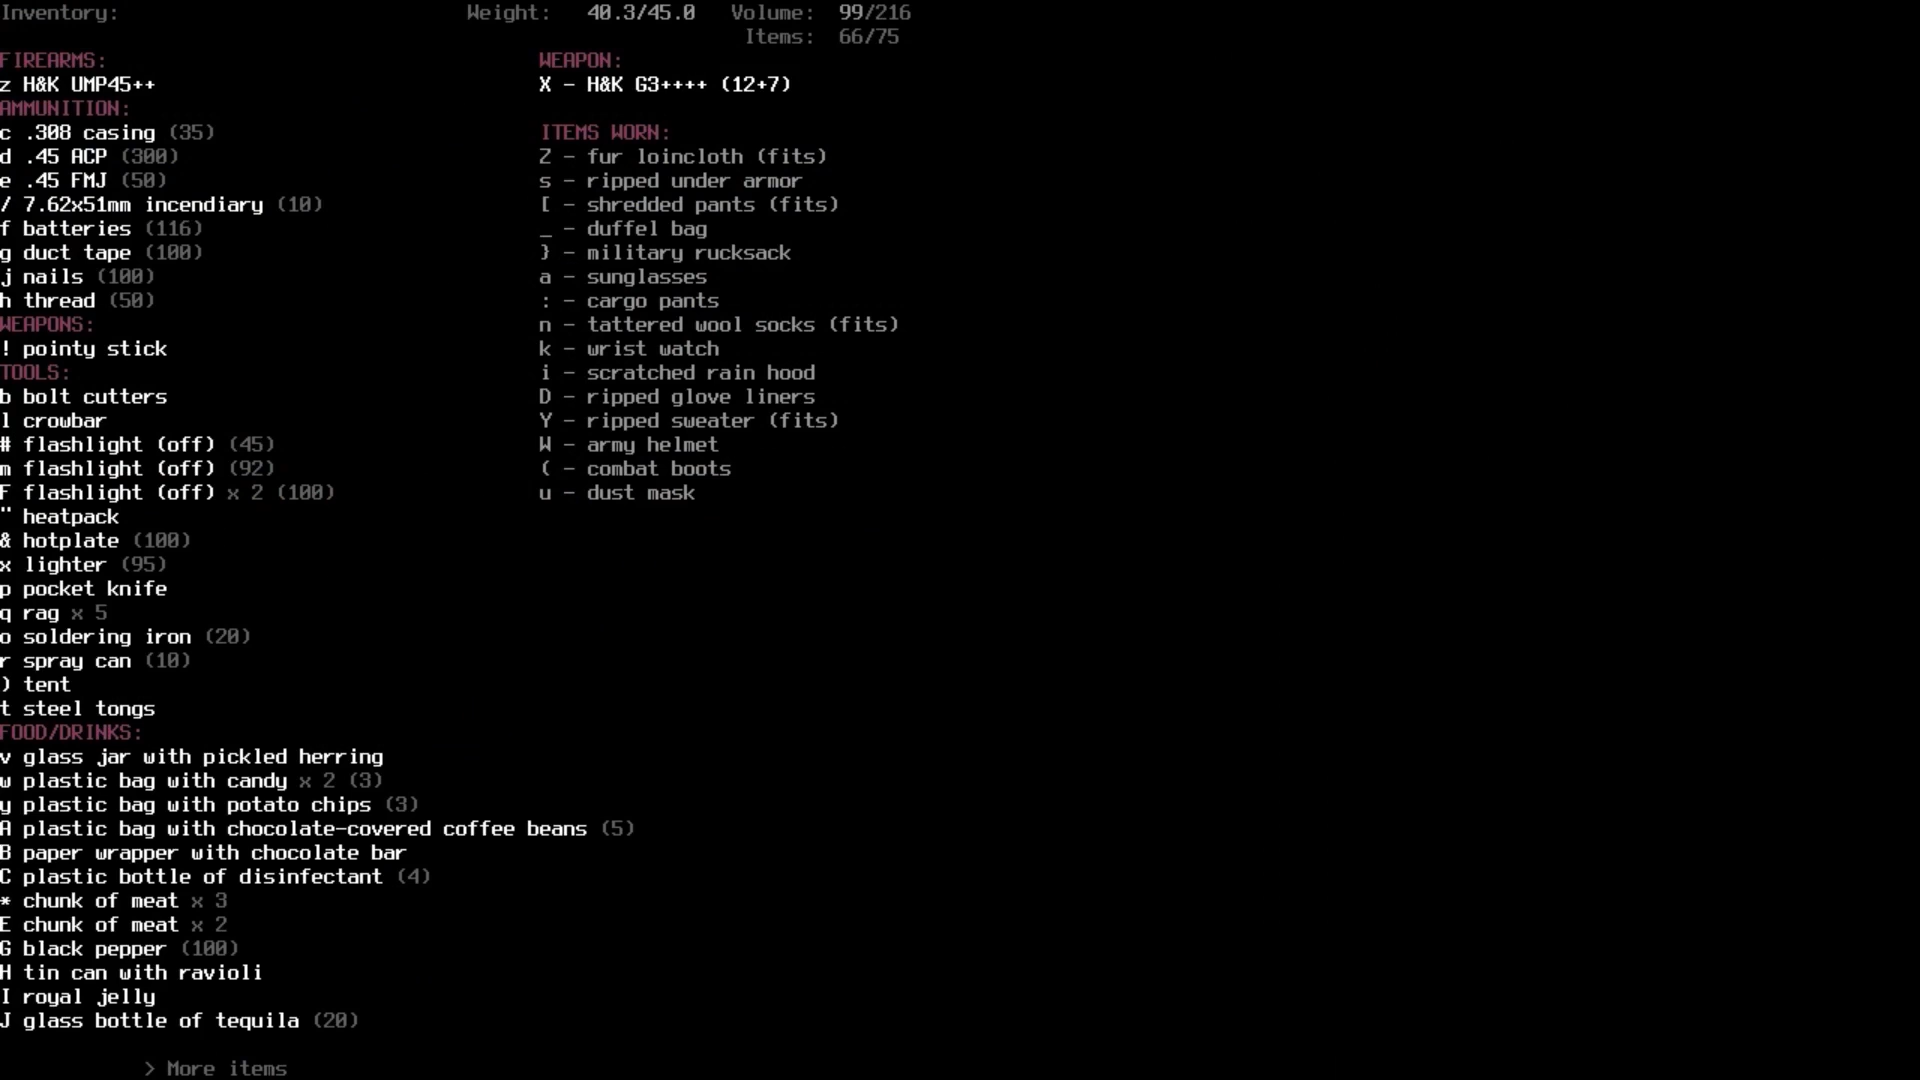 Inventory: Weight: 40.3/45.0 Volume: 99/216
Items: 66/75
FIREARMS:
z H&K UMP45++
AMMUNITION:
c .308 casing (35)
d .45 ACP (300)
e .45 FMJ (50)
/ 7.62x51mm incendiary (10)
f batteries (116)
g duct tape (100)
j nails (100)
h thread (50)
WEAPONS:
! pointy stick
TOOLS:
b bolt cutters
l crowbar
# flashlight (off) (45)
m flashlight (off) (92)
F flashlight (off) x 2 (100)
" heatpack
& hotplate (100)
x lighter (95)
p pocket knife
q rag x 5
o soldering iron (20)
r spray can (10)
) tent
t steel tongs
FOOD/DRINKS:
v glass jar with pickled herring
w plastic bag with candy x 2 (3)
y plastic bag with potato chips (3)
A plastic bag with chocolate-covered coffee beans (5)
B paper wrapper with chocolate bar
C plastic bottle of disinfectant (4)
* chunk of meat x 3
E chunk of meat x 2
G black pepper (100)
H tin can with ravioli
I royal jelly
J glass bottle of tequila (20)
> More items
WEAPON:
X - H&K G3++++ (12+7)
ITEMS WORN:
Z - fur loincloth (fits)
s - ripped under armor
[ - shredded pants (fits)
_ - duffel bag
} - military rucksack
a - sunglasses
: - cargo pants
n - tattered wool socks (fits)
k - wrist watch
i - scratched rain hood
D - ripped glove liners
Y - ripped sweater (fits)
W - army helmet
( - combat boots
u - dust mask